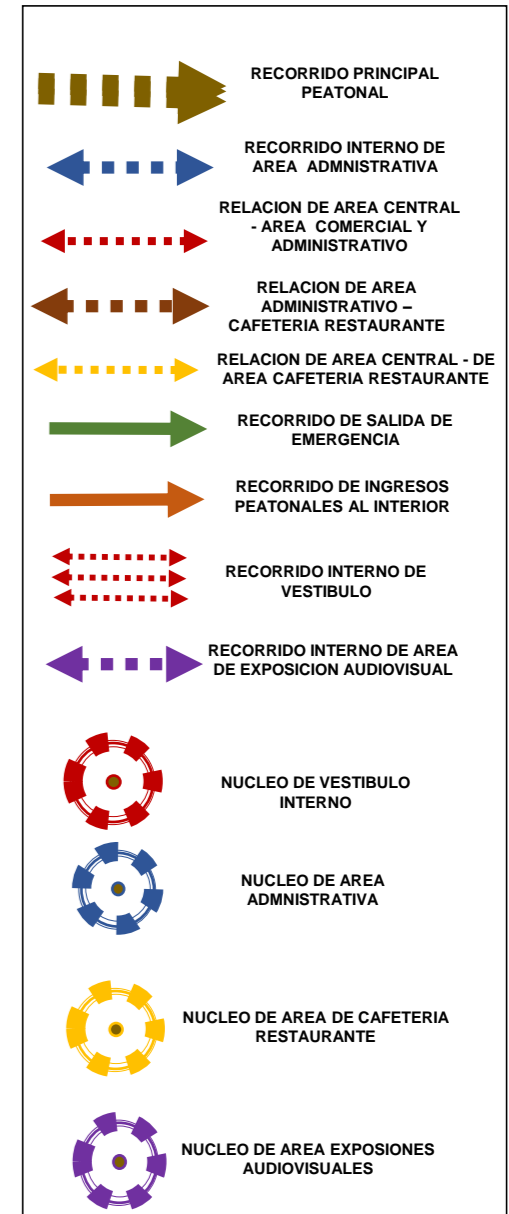 RECORRIDO PRINCIPAL
PEATONAL
RECORRIDO INTERNO DE
AREA ADMNISTRATIVA
RELACION DE AREA CENTRAL
- AREA COMERCIAL Y
ADMINISTRATIVO
RELACION DE AREA
ADMINISTRATIVO –
CAFETERIA RESTAURANTE
RELACION DE AREA CENTRAL - DE
AREA CAFETERIA RESTAURANTE
RECORRIDO DE SALIDA DE
EMERGENCIA
RECORRIDO DE INGRESOS
PEATONALES AL INTERIOR
RECORRIDO INTERNO DE
VESTIBULO
RECORRIDO INTERNO DE AREA
DE EXPOSICION AUDIOVISUAL
NUCLEO DE VESTIBULO
INTERNO
NUCLEO DE AREA
ADMNISTRATIVA
NUCLEO DE AREA DE CAFETERIA
RESTAURANTE
NUCLEO DE AREA EXPOSIONES
AUDIOVISUALES